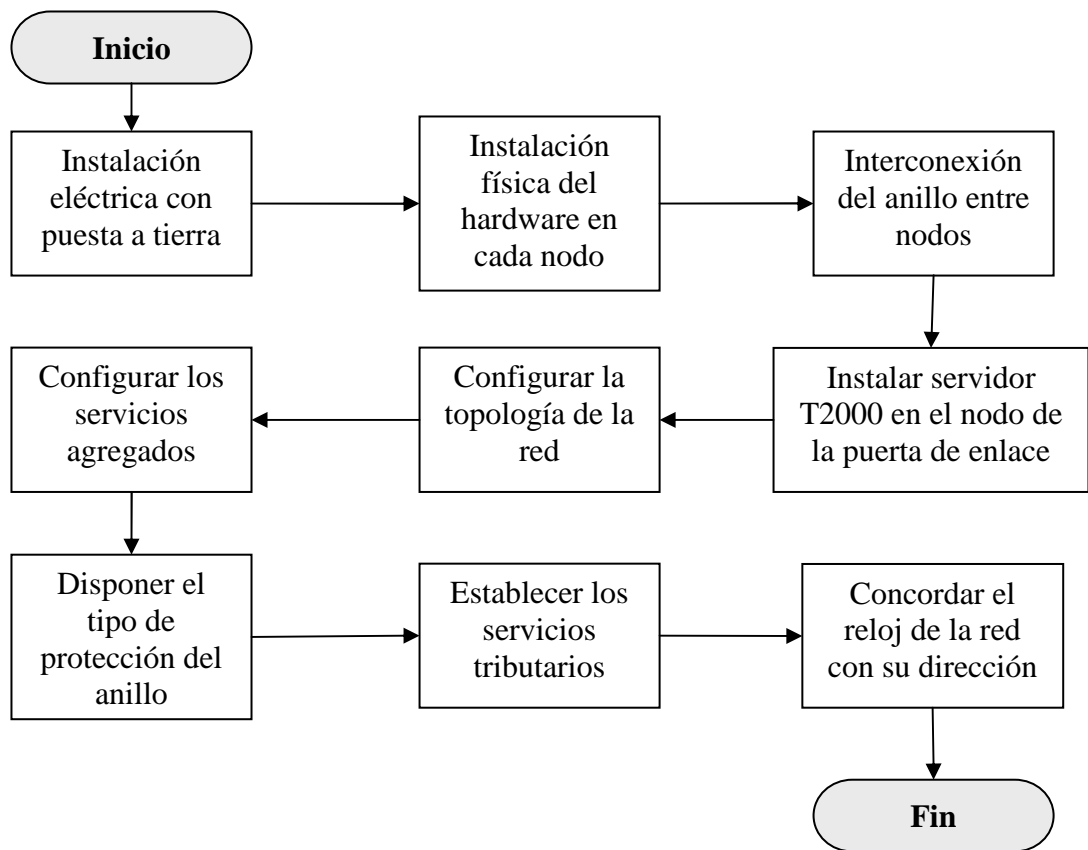 Inicio
Instalación
eléctrica con
puesta a tierra
Instalación
física del
hardware en
cada nodo
Interconexión
del anillo entre
nodos
Instalar servidor
T2000 en el nodo de
la puerta de enlace
Configurar la
topología de la
red
Configurar los
servicios
agregados
Disponer el
tipo de
protección del
anillo
Establecer los
servicios
tributarios
Concordar el
reloj de la red
con su dirección
Fin